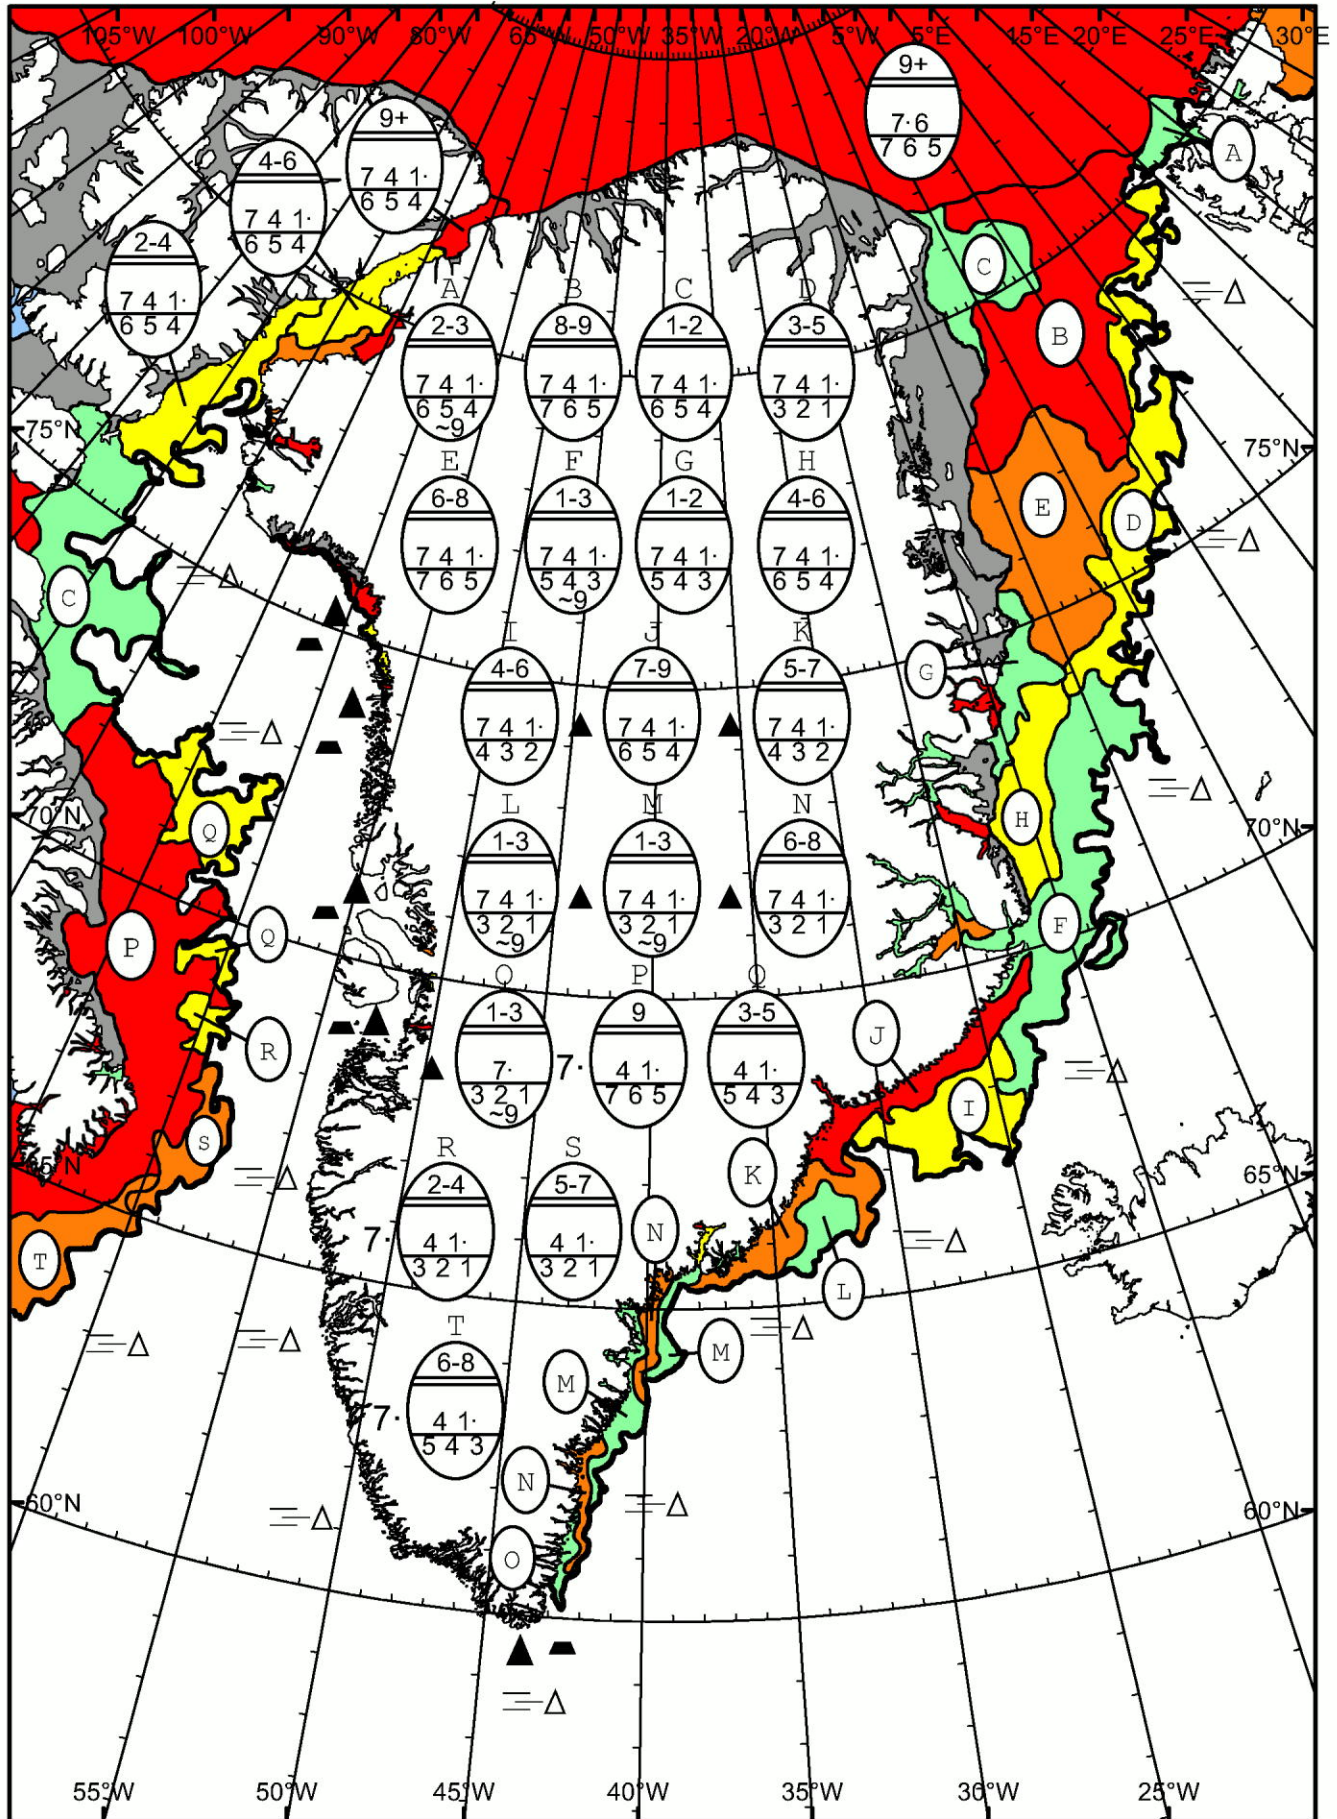 105°W 100°W 90°W 80°W 65°W 50°W 35°W 20°W 5°W 5°E 15°E 20°E 25°E 30°E
9+
7·6
7 6 5
9+
7 4 1·
6 5 4
4-6
7 4 1·
6 5 4
2-4
7 4 1·
6 5 4
A
C
B
A B C D
2-3 8-9 1-2 3-5
7 4 1· 7 4 1· 7 4 1· 7 4 1·
6 5 4 7 6 5 6 5 4 3 2 1
~9
75°N 75°N
E F G H
6-8 1-3 1-2 4-6
7 4 1· 7 4 1· 7 4 1· 7 4 1·
7 6 5 5 4 3 5 4 3 6 5 4
~9
E
D
C
G
I J K
4-6 7-9 5-7
7 4 1· 7 4 1· 7 4 1·
4 3 2 6 5 4 4 3 2
70°N 70°N
Q
H
L M N
1-3 1-3 6-8
7 4 1· 7 4 1· 7 4 1·
3 2 1 3 2 1 3 2 1
~9 ~9
P
Q
F
O P Q
1-3 9 3-5
7· 7· 4 1· 4 1·
3 2 1 7 6 5 5 4 3
~9
J
R
I
S
65°N
R S
2-4 5-7
7· 4 1· 4 1·
3 2 1 3 2 1
K
N
T
L
T
6-8
7· 4 1·
5 4 3
M
M
N
60°N 60°N
O
55°W 50°W 45°W 40°W 35°W 30°W 25°W